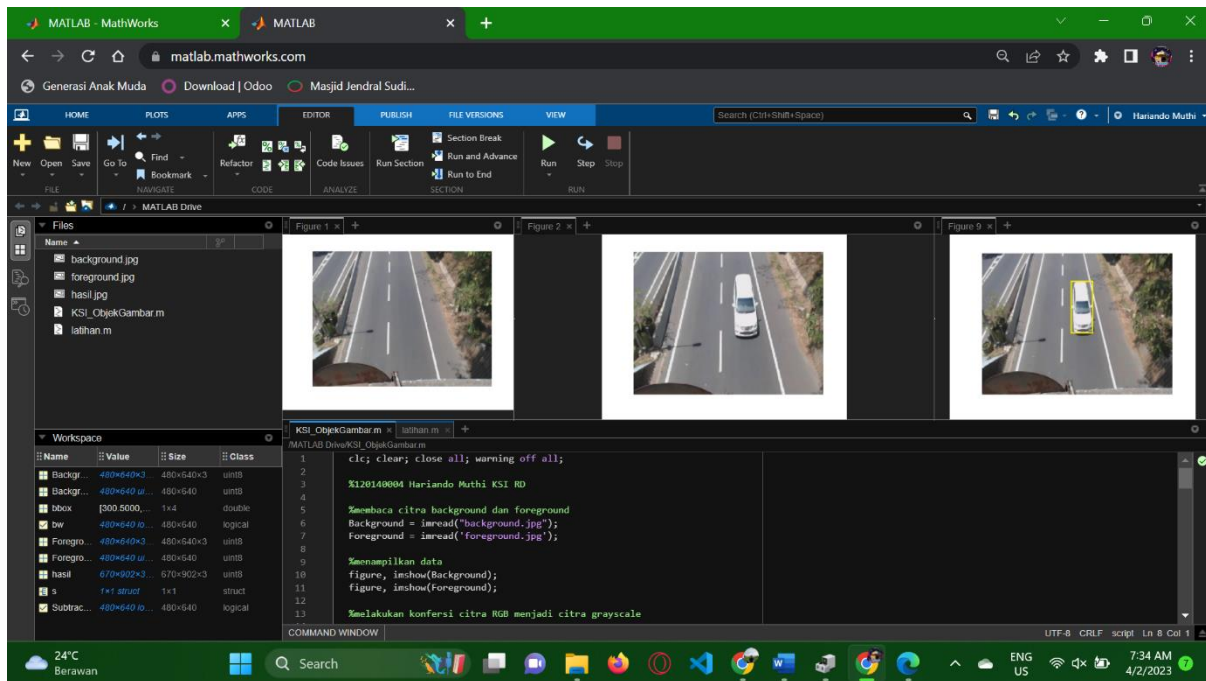 MATLAB - MathWorks
MATLAB
matlab.mathworks.com
Generasi Anak Muda Download | Odoo Masjid Jendral Sudi...
HOME PLOTS APPS EDITOR PUBLISH FILE VERSIONS VIEW Search (Ctrl+Shift+Space) Hariando Muthi
New Open Save Go To Find Bookmark Refactor Code Issues Run Section Section Break Run and Advance Run to End Run Step Stop
FILE NAVIGATE CODE ANALYZE SECTION RUN
/ > MATLAB Drive
Files
Name
background.jpg
foreground.jpg
hasil.jpg
KSI_ObjekGambar.m
latihan.m
Figure 1 Figure 2 Figure 9
Workspace
Name Value Size Class
Backgr... 480×640×3... 480×640×3 uint8
Backgr... 480×640 ui... 480×640 uint8
bbox [300.5000,... 1×4 double
bw 480×640 lo... 480×640 logical
Foregro... 480×640×3... 480×640×3 uint8
Foregro... 480×640 ui... 480×640 uint8
hasil 670×902×3... 670×902×3 uint8
s 1×1 struct 1×1 struct
Subtrac... 480×640 lo... 480×640 logical
KSI_ObjekGambar.m latihan.m
/MATLAB Drive/KSI_ObjekGambar.m
1 clc; clear; close all; warning off all;
2
3 %120140004 Hariando Muthi KSI RD
4
5 %membaca citra background dan foreground
6 Background = imread("background.jpg");
7 Foreground = imread('foreground.jpg');
8
9 %menampilkan data
10 figure, imshow(Background);
11 figure, imshow(Foreground);
12
13 %melakukan konfersi citra RGB menjadi citra grayscale
COMMAND WINDOW
UTF-8 CRLF script Ln 8 Col 1
24°C
Berawan
Search
ENG
US
7:34 AM
4/2/2023
7